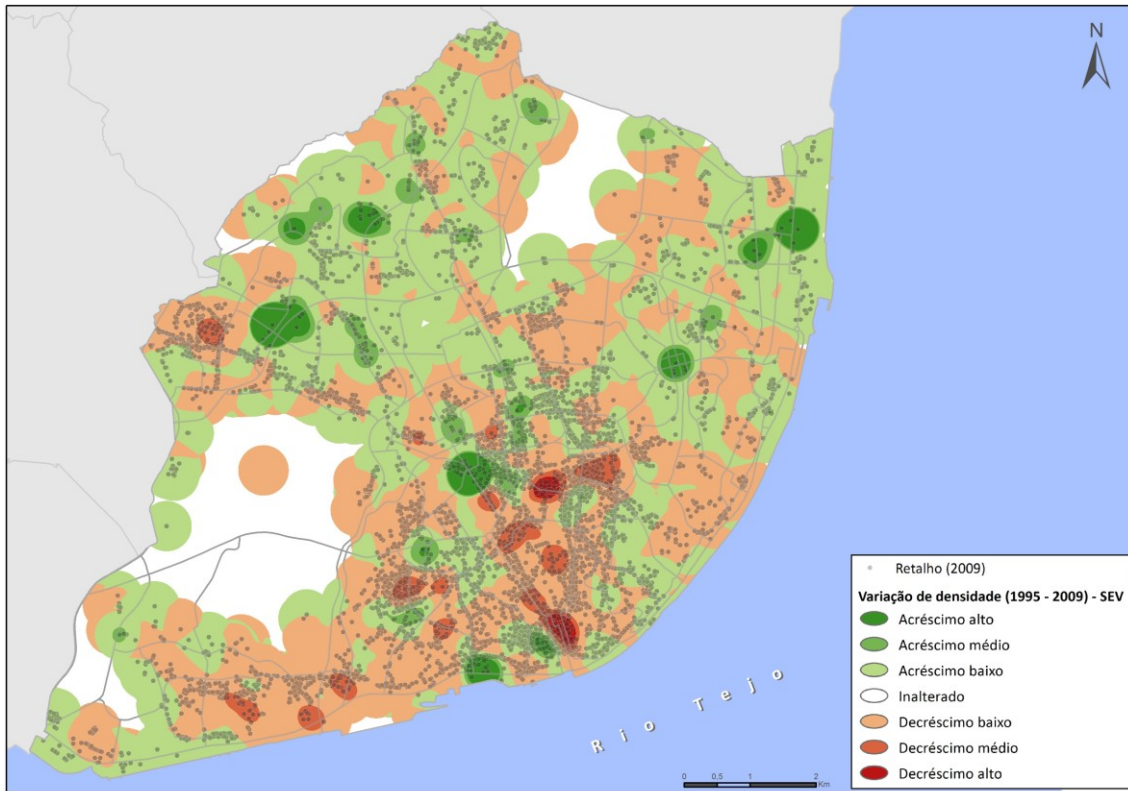 N
Rio Tejo
Retalho (2009)
Variação de densidade (1995 - 2009) - SEV
Acréscimo alto
Acréscimo médio
Acréscimo baixo
Inalterado
Decréscimo baixo
Decréscimo médio
Decréscimo alto
0 0,5 1 2
Km